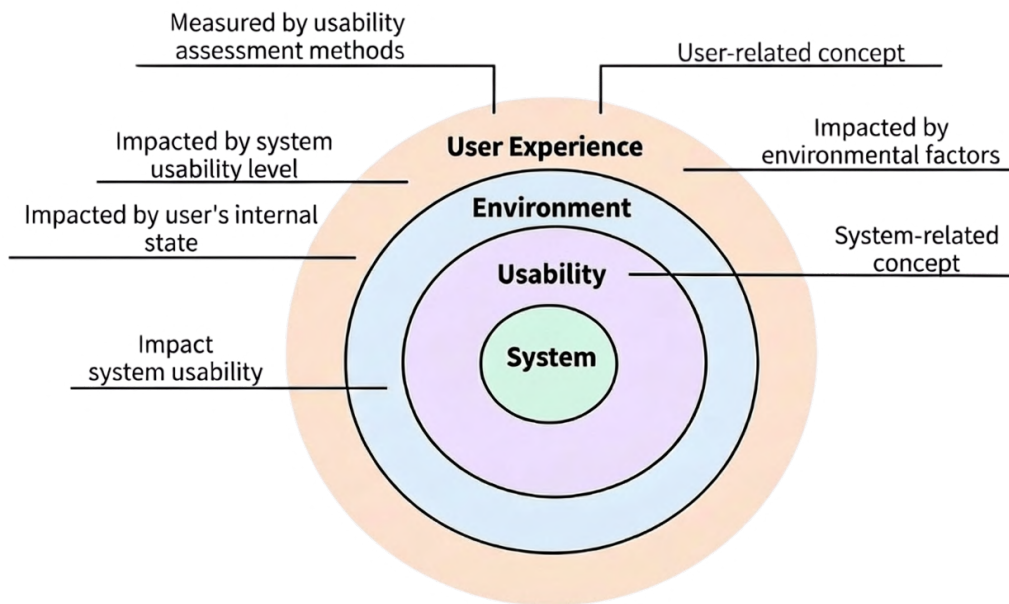 Measured by usability
assessment methods
User-related concept
Impacted by system
usability level
User Experience
Impacted by
environmental factors
Impacted by user's internal
state
Environment
System-related
concept
Usability
Impact
system usability
System